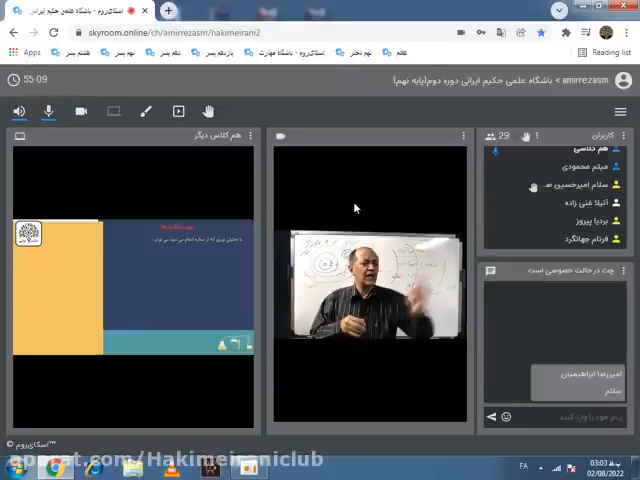 اسکای‌روم - باشگاه علمی حکیم ایرانی
skyroom.online/ch/amirrezasm/hakimeirani2
Apps
هشتم پسر
نهم پسر
دهم پسر
یازدهم پسر
اسکای‌روم - باشگاه مهارت
نهم دختر
هفتم
Reading list
55:09
amirrezasm » باشگاه علمی حکیم ایرانی دوره دوم[پایه نهم]
هم کلاس دیگر
29
کاربران
هم کلاسی
میثم محمودی
سلام امیرحسین ص...
آتیلا غنی زاده
بردیا پیروز
فرنام جهانگرد
چت در حالت خصوصی است
امیررضا ابراهیمیان
سلام
پیام خود را وارد کنید
© اسکای‌روم™
aparat.com/Hakimeiraniclub
FA
03:03 ب.ظ
02/08/2022